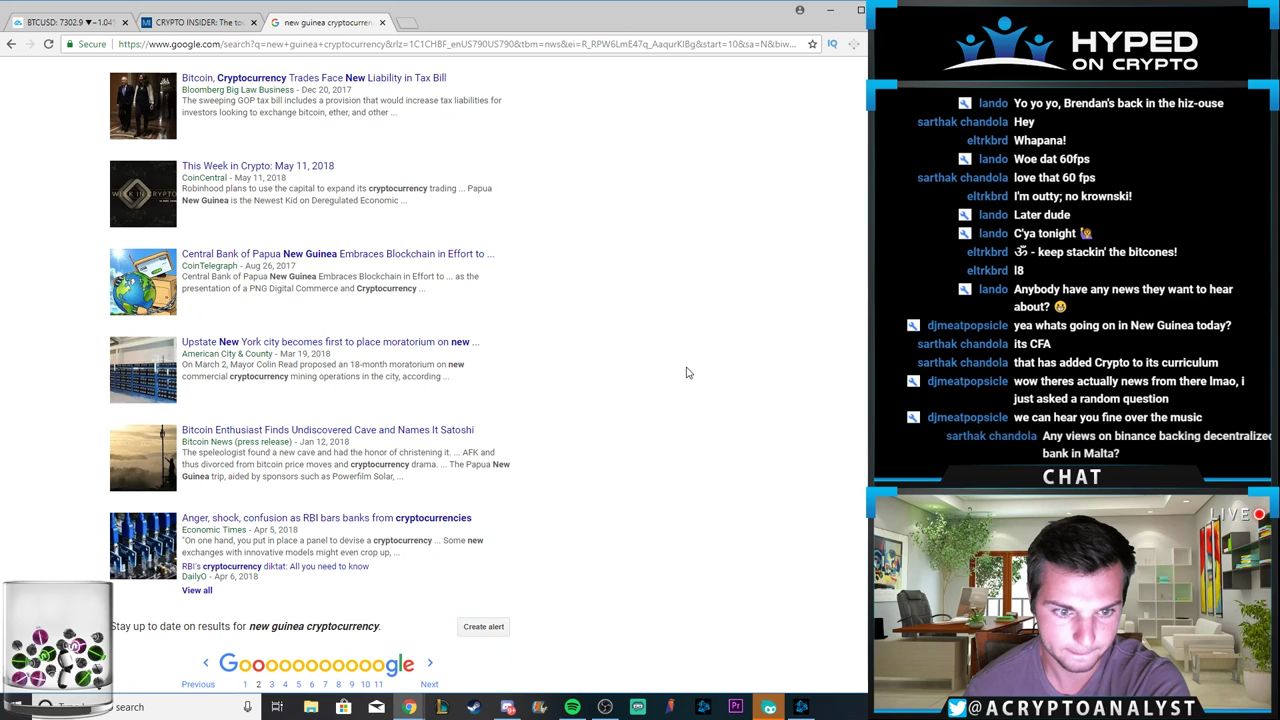 BTCUSD: 7302.9 ▼-1.04%
CRYPTO INSIDER: The to
new guinea cryptocurren
Secure
https://www.google.com/search?q=new+guinea+cryptocurrency&rlz=1C1CHBF_enUS790US790&tbm=nws&ei=R_RPW6LmE47q_AaqurKIBg&start=10&sa=N&biw...
Bitcoin, Cryptocurrency Trades Face New Liability in Tax Bill
Bloomberg Big Law Business - Dec 20, 2017
The sweeping GOP tax bill includes a provision that would increase tax liabilities for
investors looking to exchange bitcoin, ether, and other ...
This Week in Crypto: May 11, 2018
CoinCentral - May 11, 2018
Robinhood plans to use the capital to expand its cryptocurrency trading ... Papua
New Guinea is the Newest Kid on Deregulated Economic ...
WEEK IN CRYPTO
Central Bank of Papua New Guinea Embraces Blockchain in Effort to ...
CoinTelegraph - Aug 26, 2017
Central Bank of Papua New Guinea Embraces Blockchain in Effort to ... as the
presentation of a PNG Digital Commerce and Cryptocurrency ...
Upstate New York city becomes first to place moratorium on new ...
American City & County - Mar 19, 2018
On March 2, Mayor Colin Read proposed an 18-month moratorium on new
commercial cryptocurrency mining operations in the city, according ...
Bitcoin Enthusiast Finds Undiscovered Cave and Names It Satoshi
Bitcoin News (press release) - Jan 12, 2018
The speleologist found a new cave and had the honor of christening it. ... AFK and
thus divorced from bitcoin price moves and cryptocurrency drama. ... The Papua New
Guinea trip, aided by sponsors such as Powerfilm Solar, ...
Anger, shock, confusion as RBI bars banks from cryptocurrencies
Economic Times - Apr 5, 2018
"On one hand, you put in place a panel to devise a cryptocurrency ... Some new
exchanges with innovative models might even crop up, ...
RBI's cryptocurrency diktat: All you need to know
DailyO - Apr 6, 2018
View all
Stay up to date on results for new guinea cryptocurrency.
Create alert
Goooooooooogle
Previous 1 2 3 4 5 6 7 8 9 10 11 Next
search
HYPED
ON CRYPTO
lando Yo yo yo, Brendan's back in the hiz-ouse
sarthak chandola Hey
eltrkbrd Whapana!
lando Woe dat 60fps
sarthak chandola love that 60 fps
eltrkbrd I'm outty; no krownski!
lando Later dude
lando C'ya tonight 🙋
eltrkbrd ॐ - keep stackin' the bitcones!
eltrkbrd l8
lando Anybody have any news they want to hear
about? 😁
djmeatpopsicle yea whats going on in New Guinea today?
sarthak chandola its CFA
sarthak chandola that has added Crypto to its curriculum
djmeatpopsicle wow theres actually news from there lmao, i
just asked a random question
djmeatpopsicle we can hear you fine over the music
sarthak chandola Any views on binance backing decentralized
bank in Malta?
CHAT
LIVE
@ACRYPTOANALYST